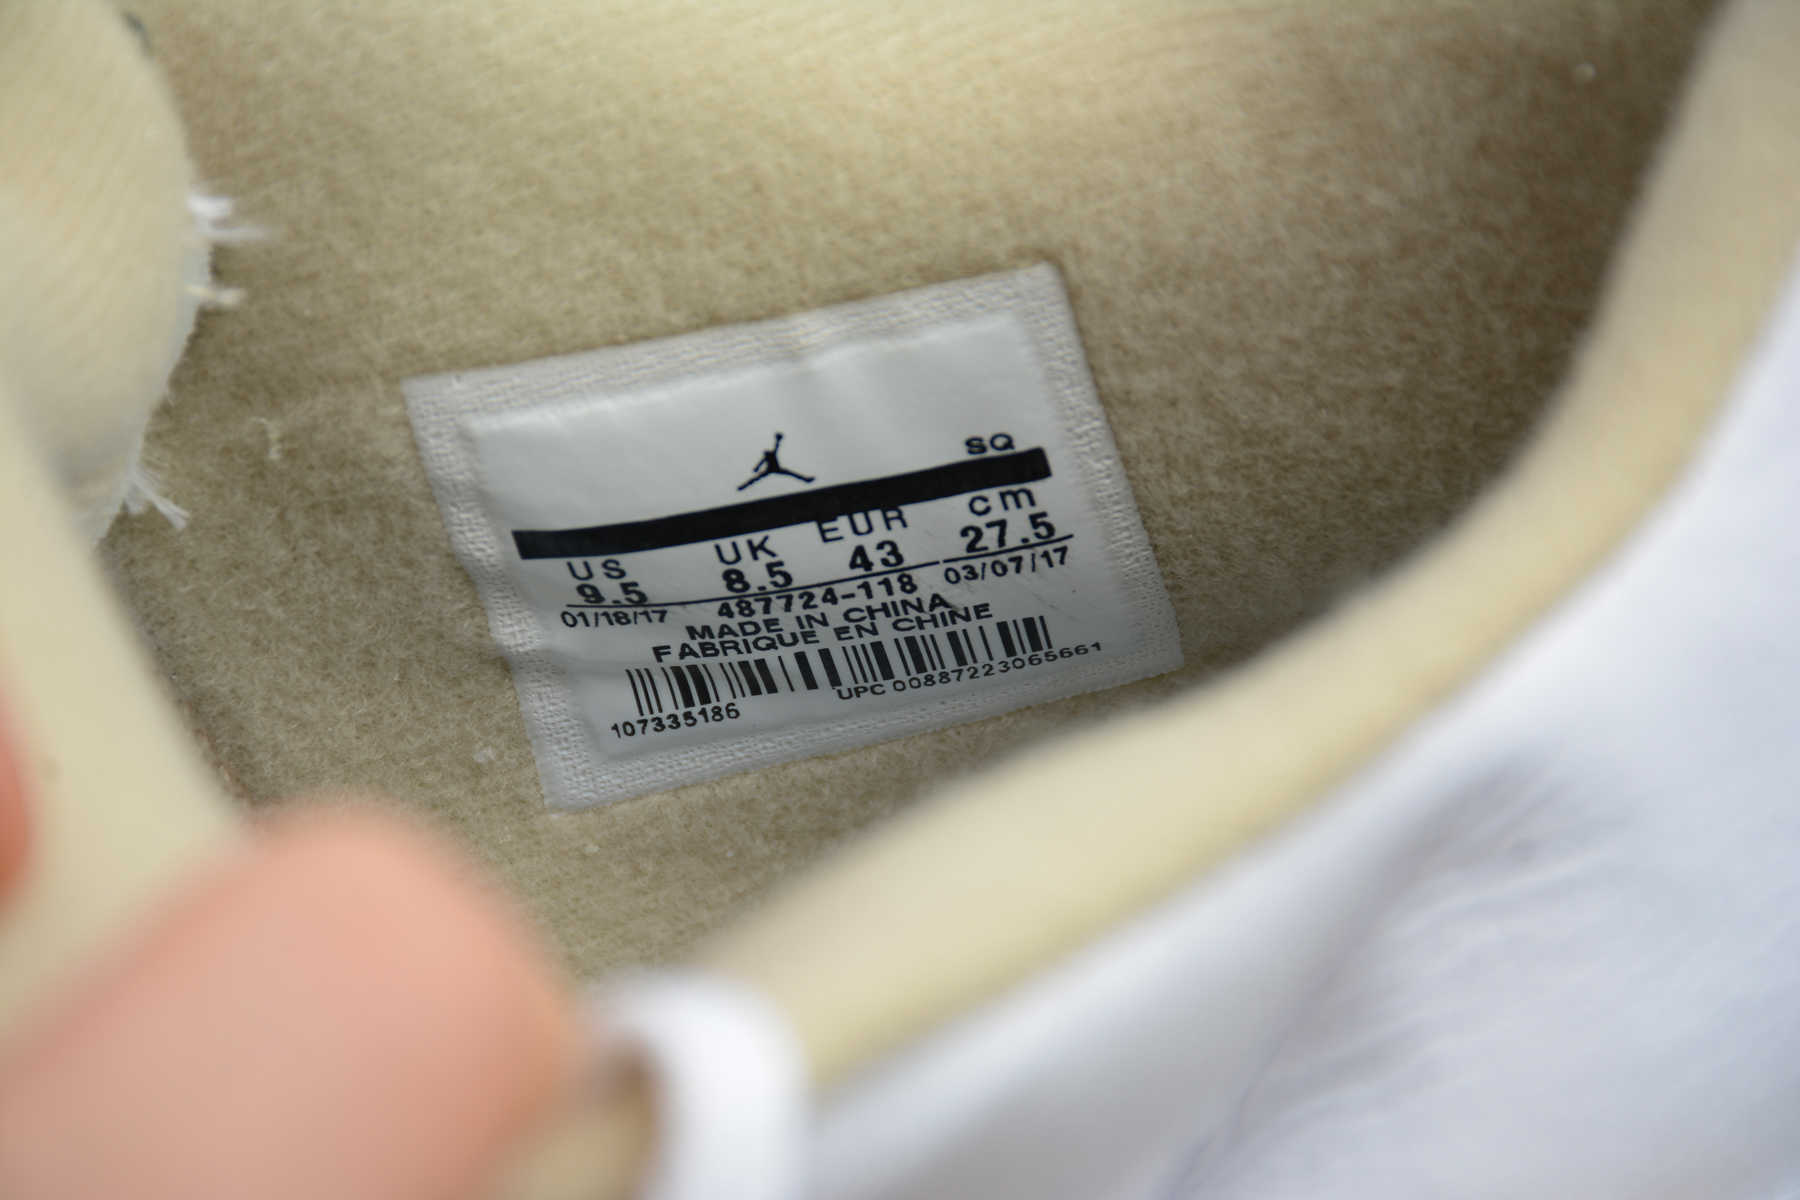 SQ
US UK EUR cm
9.5 8.5 43 27.5
01/18/17 487724-118 03/07/17
MADE IN CHINA
FABRIQUE EN CHINE
107335186 UPC 00887223065661